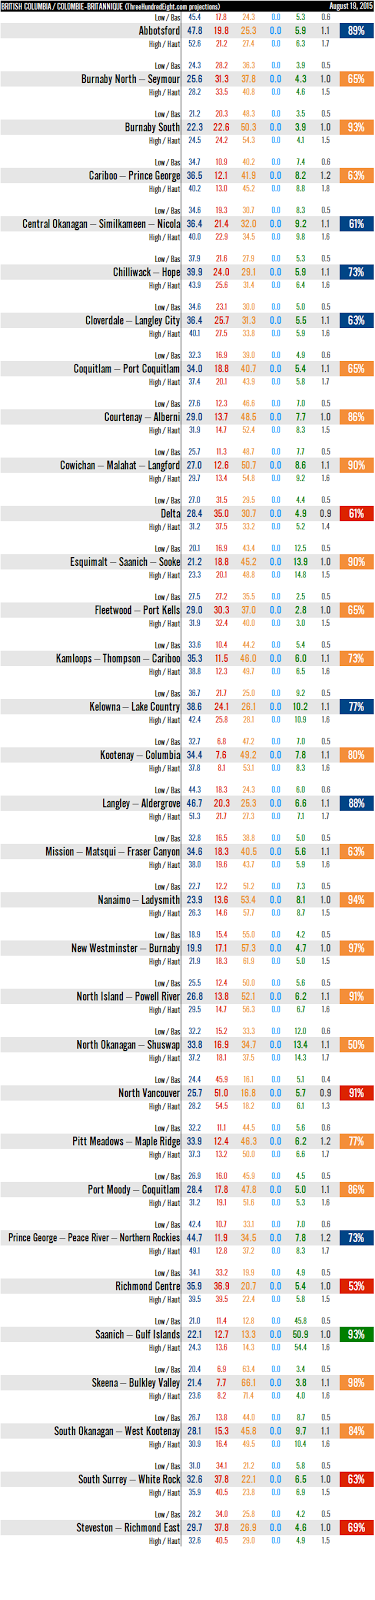 BRITISH COLUMBIA / COLOMBIE-BRITANNIQUE (ThreeHundredEight.com projections) August 19, 2015
Low / Bas 45.4 17.8 24.3 0.0 5.3 0.6
Abbotsford 47.8 19.8 25.3 0.0 5.9 1.1 89%
High / Haut 52.6 21.2 27.4 0.0 6.3 1.7
Low / Bas 24.3 28.2 36.3 0.0 3.9 0.5
Burnaby North – Seymour 25.6 31.3 37.8 0.0 4.3 1.0 65%
High / Haut 28.2 33.5 40.8 0.0 4.6 1.5
Low / Bas 21.2 20.3 48.3 0.0 3.5 0.5
Burnaby South 22.3 22.6 50.3 0.0 3.9 1.0 93%
High / Haut 24.5 24.2 54.3 0.0 4.1 1.5
Low / Bas 34.7 10.9 40.2 0.0 7.4 0.6
Cariboo – Prince George 36.5 12.1 41.9 0.0 8.2 1.2 63%
High / Haut 40.2 13.0 45.2 0.0 8.8 1.8
Low / Bas 34.6 19.3 30.7 0.0 8.3 0.5
Central Okanagan – Similkameen – Nicola 36.4 21.4 32.0 0.0 9.2 1.1 61%
High / Haut 40.0 22.9 34.5 0.0 9.8 1.6
Low / Bas 37.9 21.6 27.9 0.0 5.3 0.5
Chilliwack – Hope 39.9 24.0 29.1 0.0 5.9 1.1 73%
High / Haut 43.9 25.6 31.4 0.0 6.4 1.6
Low / Bas 34.6 23.1 30.0 0.0 5.0 0.5
Cloverdale – Langley City 36.4 25.7 31.3 0.0 5.5 1.1 63%
High / Haut 40.1 27.5 33.8 0.0 5.9 1.6
Low / Bas 32.3 16.9 39.0 0.0 4.9 0.6
Coquitlam – Port Coquitlam 34.0 18.8 40.7 0.0 5.4 1.1 65%
High / Haut 37.4 20.1 43.9 0.0 5.8 1.7
Low / Bas 27.6 12.3 46.6 0.0 7.0 0.5
Courtenay – Alberni 29.0 13.7 48.5 0.0 7.7 1.0 86%
High / Haut 31.9 14.7 52.4 0.0 8.3 1.5
Low / Bas 25.7 11.3 48.7 0.0 7.7 0.5
Cowichan – Malahat – Langford 27.0 12.6 50.7 0.0 8.6 1.1 90%
High / Haut 29.7 13.4 54.8 0.0 9.2 1.6
Low / Bas 27.0 31.5 29.5 0.0 4.4 0.5
Delta 28.4 35.0 30.7 0.0 4.9 0.9 61%
High / Haut 31.2 37.5 33.2 0.0 5.2 1.4
Low / Bas 20.1 16.9 43.4 0.0 12.5 0.5
Esquimalt – Saanich – Sooke 21.2 18.8 45.2 0.0 13.9 1.0 90%
High / Haut 23.3 20.1 48.8 0.0 14.8 1.5
Low / Bas 27.5 27.2 35.5 0.0 2.5 0.5
Fleetwood – Port Kells 29.0 30.3 37.0 0.0 2.8 1.0 65%
High / Haut 31.9 32.4 40.0 0.0 3.0 1.5
Low / Bas 33.6 10.4 44.2 0.0 5.4 0.5
Kamloops – Thompson – Cariboo 35.3 11.5 46.0 0.0 6.0 1.1 73%
High / Haut 38.8 12.3 49.7 0.0 6.5 1.6
Low / Bas 36.7 21.7 25.0 0.0 9.2 0.5
Kelowna – Lake Country 38.6 24.1 26.1 0.0 10.2 1.1 77%
High / Haut 42.4 25.8 28.1 0.0 10.9 1.6
Low / Bas 32.7 6.8 47.2 0.0 7.0 0.5
Kootenay – Columbia 34.4 7.6 49.2 0.0 7.8 1.1 80%
High / Haut 37.8 8.1 53.1 0.0 8.3 1.6
Low / Bas 44.3 18.3 24.3 0.0 6.0 0.6
Langley – Aldergrove 46.7 20.3 25.3 0.0 6.6 1.1 88%
High / Haut 51.3 21.7 27.3 0.0 7.1 1.7
Low / Bas 32.8 16.5 38.8 0.0 5.0 0.5
Mission – Matsqui – Fraser Canyon 34.6 18.3 40.5 0.0 5.6 1.1 63%
High / Haut 38.0 19.6 43.7 0.0 5.9 1.6
Low / Bas 22.7 12.2 51.2 0.0 7.3 0.5
Nanaimo – Ladysmith 23.9 13.6 53.4 0.0 8.1 1.0 94%
High / Haut 26.3 14.6 57.7 0.0 8.7 1.5
Low / Bas 18.9 15.4 55.0 0.0 4.2 0.5
New Westminster – Burnaby 19.9 17.1 57.3 0.0 4.7 1.0 97%
High / Haut 21.9 18.3 61.9 0.0 5.0 1.5
Low / Bas 25.5 12.4 50.0 0.0 5.6 0.5
North Island – Powell River 26.8 13.8 52.1 0.0 6.2 1.1 91%
High / Haut 29.5 14.7 56.3 0.0 6.7 1.6
Low / Bas 32.2 15.2 33.3 0.0 12.0 0.6
North Okanagan – Shuswap 33.8 16.9 34.7 0.0 13.4 1.1 50%
High / Haut 37.2 18.1 37.5 0.0 14.3 1.7
Low / Bas 24.4 45.9 16.1 0.0 5.1 0.4
North Vancouver 25.7 51.0 16.8 0.0 5.7 0.9 91%
High / Haut 28.2 54.5 18.2 0.0 6.1 1.3
Low / Bas 32.2 11.1 44.5 0.0 5.6 0.6
Pitt Meadows – Maple Ridge 33.9 12.4 46.3 0.0 6.2 1.2 77%
High / Haut 37.3 13.2 50.0 0.0 6.6 1.7
Low / Bas 26.9 16.0 45.9 0.0 4.5 0.5
Port Moody – Coquitlam 28.4 17.8 47.8 0.0 5.0 1.1 86%
High / Haut 31.2 19.1 51.6 0.0 5.3 1.6
Low / Bas 42.4 10.7 33.1 0.0 7.0 0.6
Prince George – Peace River – Northern Rockies 44.7 11.9 34.5 0.0 7.8 1.2 73%
High / Haut 49.1 12.8 37.2 0.0 8.3 1.7
Low / Bas 34.1 33.2 19.9 0.0 4.9 0.5
Richmond Centre 35.9 36.9 20.7 0.0 5.4 1.0 53%
High / Haut 39.5 39.5 22.4 0.0 5.8 1.5
Low / Bas 21.0 11.4 12.8 0.0 45.8 0.5
Saanich – Gulf Islands 22.1 12.7 13.3 0.0 50.9 1.0 93%
High / Haut 24.3 13.6 14.3 0.0 54.4 1.6
Low / Bas 20.4 6.9 63.4 0.0 3.4 0.5
Skeena – Bulkley Valley 21.4 7.7 66.1 0.0 3.8 1.1 98%
High / Haut 23.6 8.2 71.4 0.0 4.0 1.6
Low / Bas 26.7 13.8 44.0 0.0 8.7 0.5
South Okanagan – West Kootenay 28.1 15.3 45.8 0.0 9.7 1.1 84%
High / Haut 30.9 16.4 49.5 0.0 10.4 1.6
Low / Bas 31.0 34.1 21.2 0.0 5.8 0.5
South Surrey – White Rock 32.6 37.8 22.1 0.0 6.5 1.0 63%
High / Haut 35.9 40.5 23.8 0.0 6.9 1.5
Low / Bas 28.2 34.0 25.8 0.0 4.2 0.5
Steveston – Richmond East 29.7 37.8 26.9 0.0 4.6 1.0 69%
High / Haut 32.6 40.5 29.0 0.0 4.9 1.5